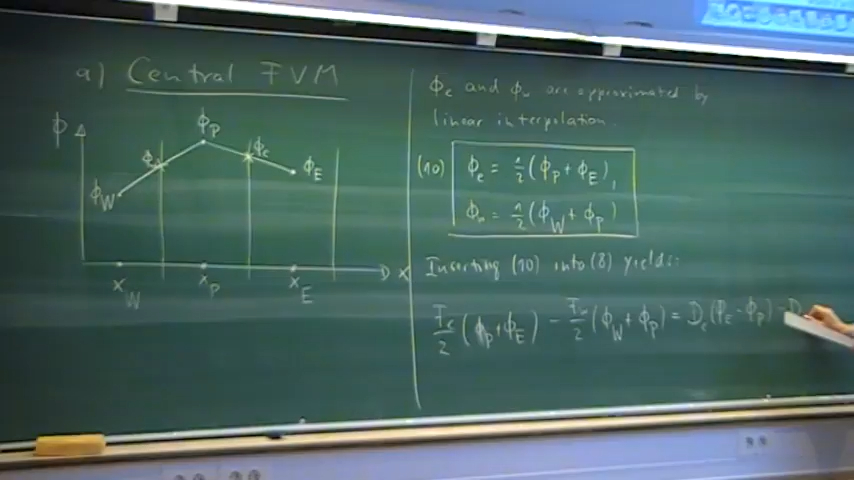 a) Central FVM
ϕ
ϕ_P
ϕ_w
ϕ_e
ϕ_E
ϕ_W
x
x_W
x_P
x_E
ϕ_e and ϕ_w are approximated by
linear interpolation.
(10) ϕ_e = 1/2 (ϕ_P + ϕ_E),
ϕ_w = 1/2 (ϕ_W + ϕ_P)
Inserting (10) into (8) yields:
F_e/2 (ϕ_P + ϕ_E) - F_w/2 (ϕ_W + ϕ_P) = D_e (ϕ_E - ϕ_P) - D